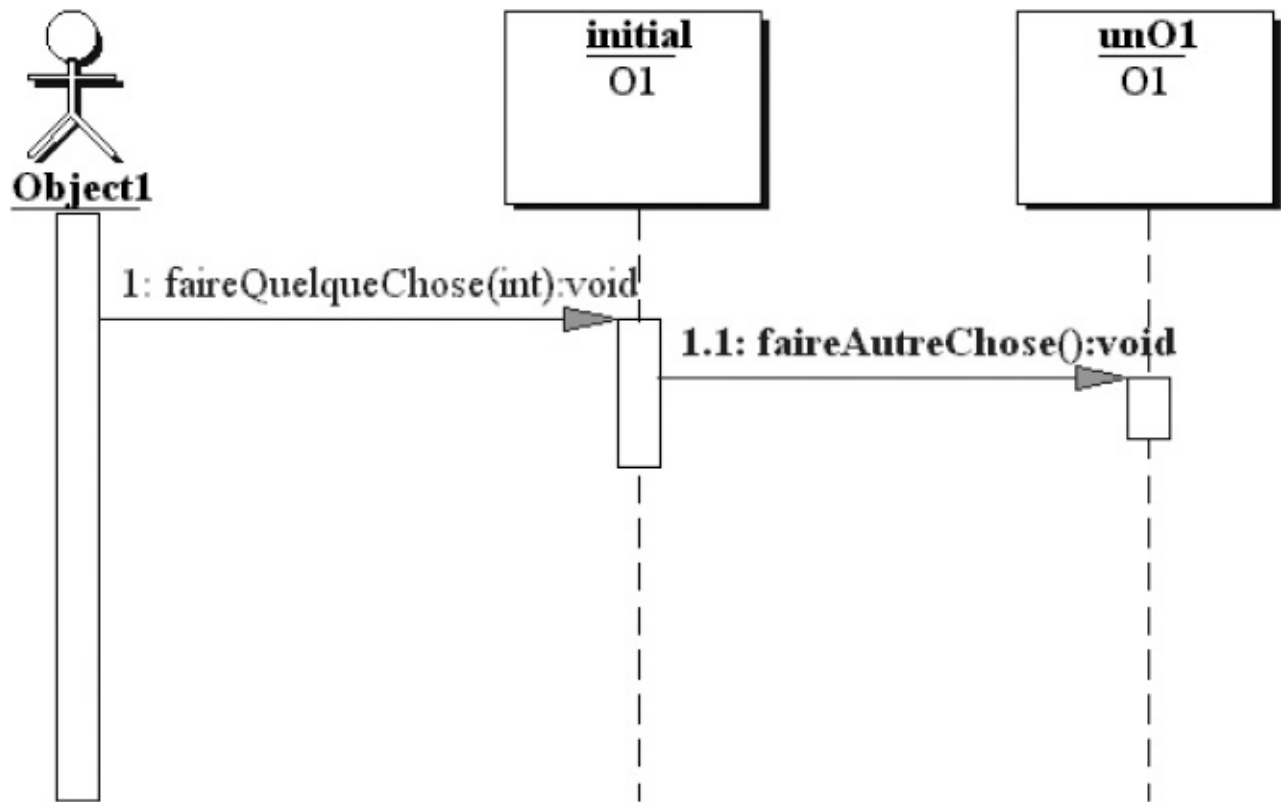 initial
O1
unO1
O1
Object1
1: faireQuelqueChose(int):void
1.1: faireAutreChose():void